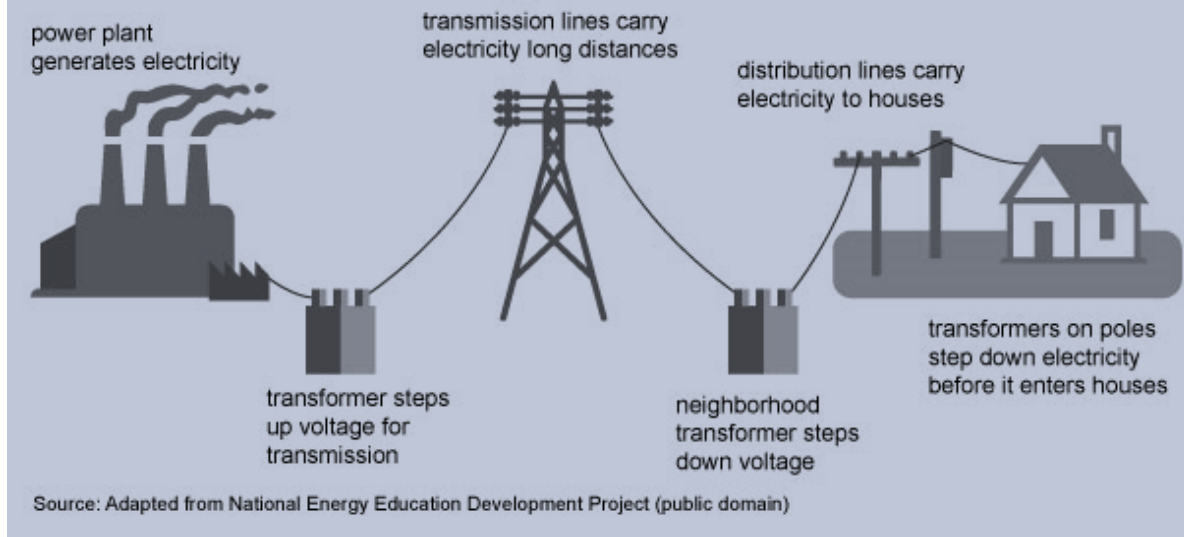 power plant
generates electricity
transmission lines carry
electricity long distances
distribution lines carry
electricity to houses
transformer steps
up voltage for
transmission
neighborhood
transformer steps
down voltage
transformers on poles
step down electricity
before it enters houses
Source: Adapted from National Energy Education Development Project (public domain)